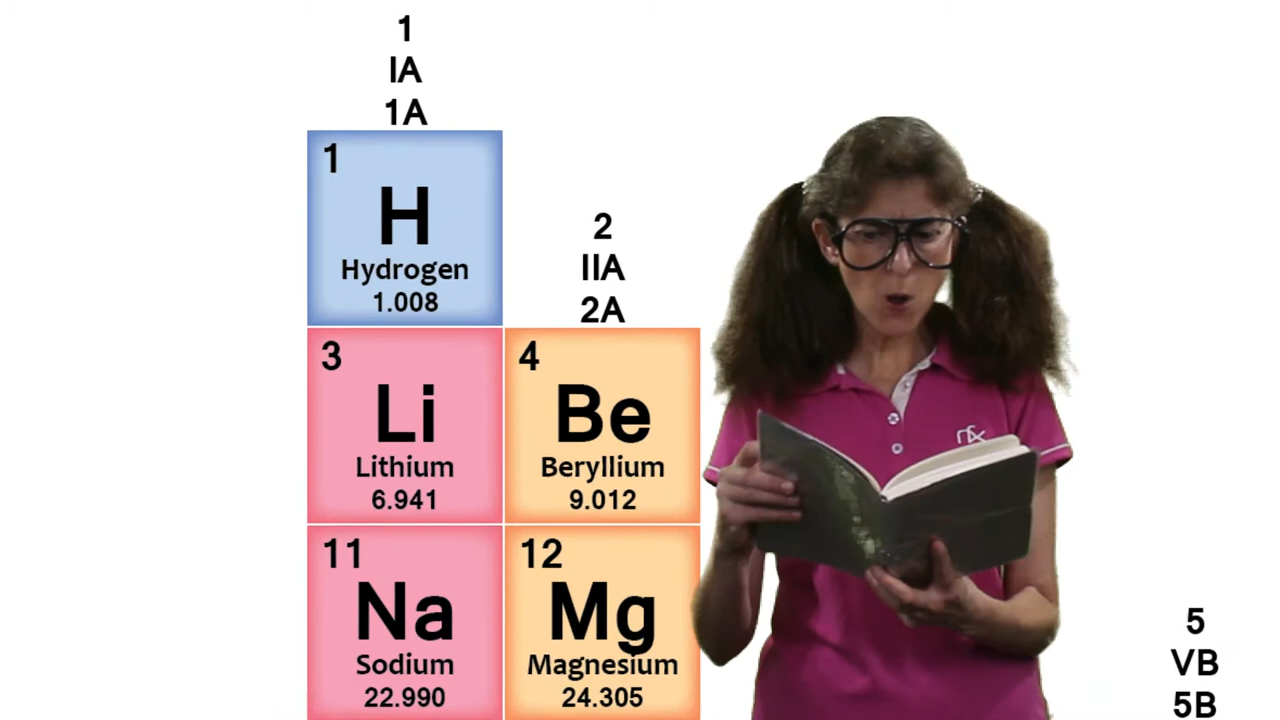 1
IA
1A
1
H
Hydrogen
1.008
2
IIA
2A
3
Li
Lithium
6.941
4
Be
Beryllium
9.012
11
Na
Sodium
22.990
12
Mg
Magnesium
24.305
5
VB
5B